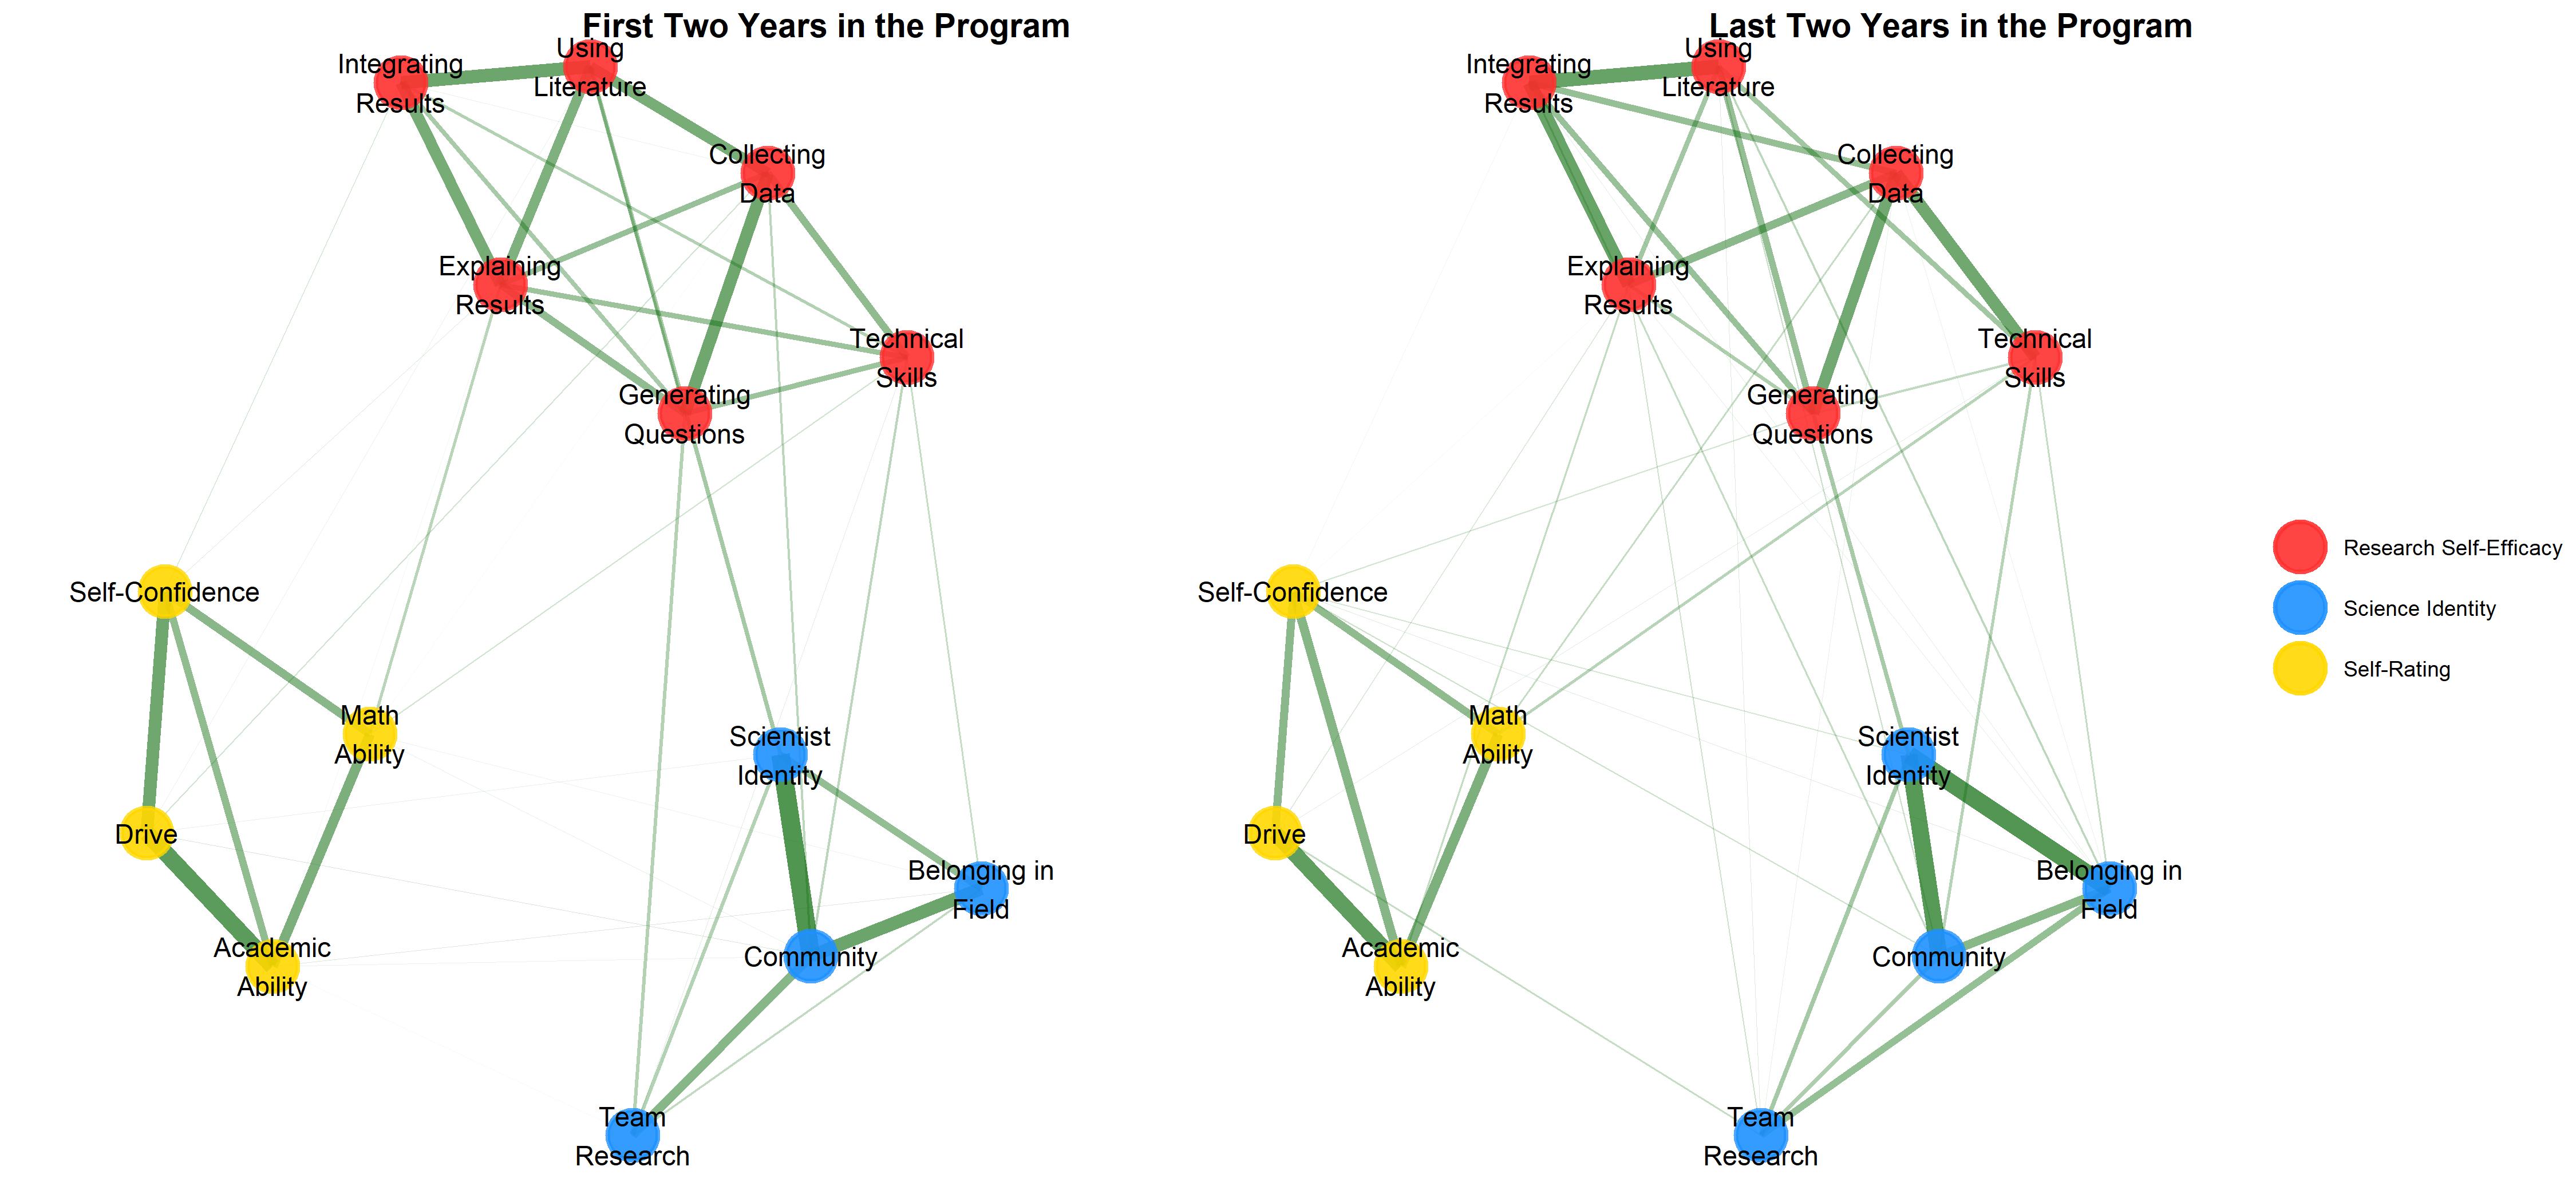 First Two Years in the Program
Integrating
Results
Using
Literature
Collecting
Data
Explaining
Results
Technical
Skills
Generating
Questions
Self-Confidence
Math
Ability
Scientist
Identity
Drive
Belonging in
Field
Academic
Ability
Community
Team
Research
Last Two Years in the Program
Integrating
Results
Using
Literature
Collecting
Data
Explaining
Results
Technical
Skills
Generating
Questions
Self-Confidence
Math
Ability
Scientist
Identity
Drive
Belonging in
Field
Academic
Ability
Community
Team
Research
Research Self-Efficacy
Science Identity
Self-Rating